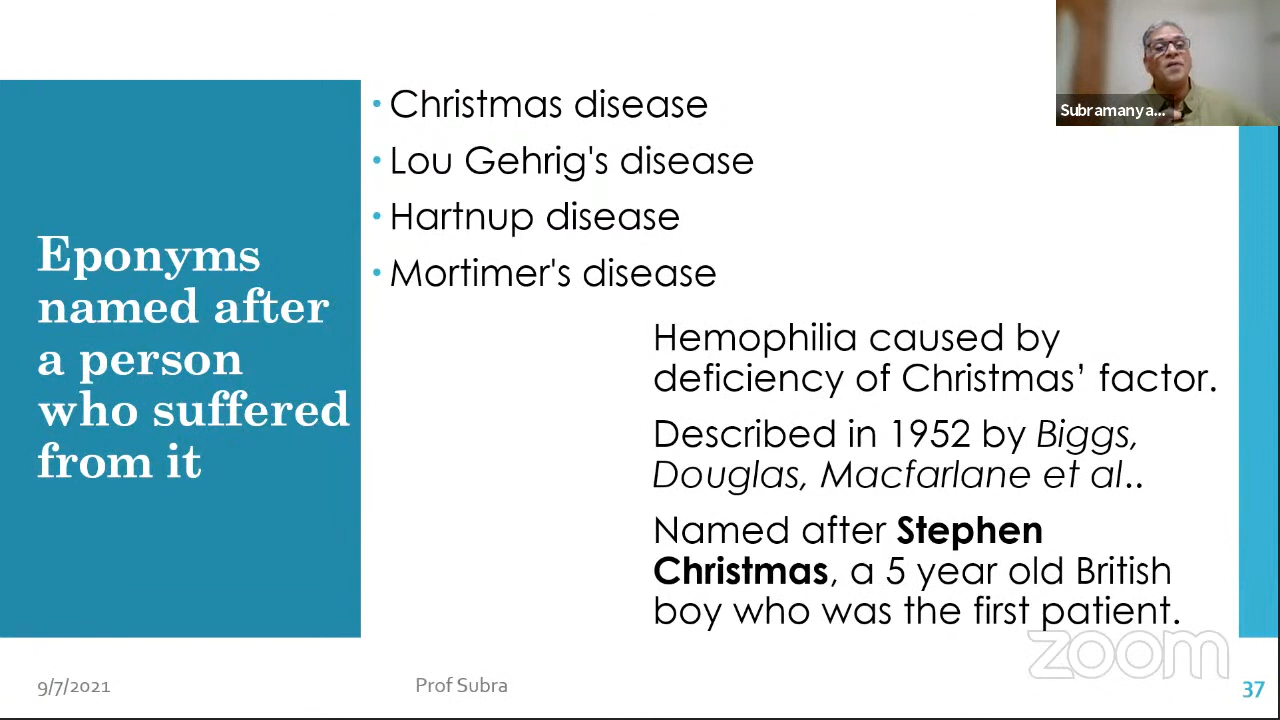 Subramanya...
Eponyms
named after
a person
who suffered
from it
• Christmas disease
• Lou Gehrig's disease
• Hartnup disease
• Mortimer's disease
Hemophilia caused by
deficiency of Christmas’ factor.
Described in 1952 by Biggs,
Douglas, Macfarlane et al..
Named after Stephen
Christmas, a 5 year old British
boy who was the first patient.
zoom
9/7/2021
Prof Subra
37